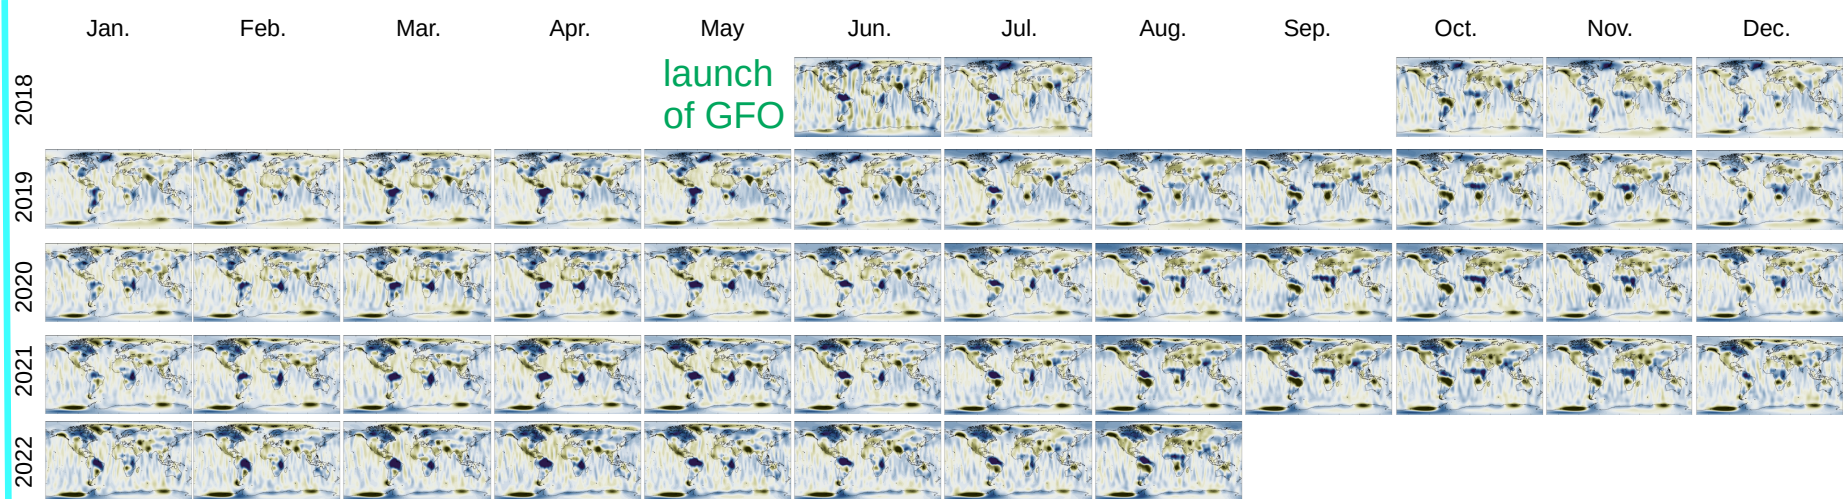 Jan. Feb. Mar. Apr. May Jun. Jul. Aug. Sep. Oct. Nov. Dec.
2018
launch
of GFO
2019
2020
2021
2022